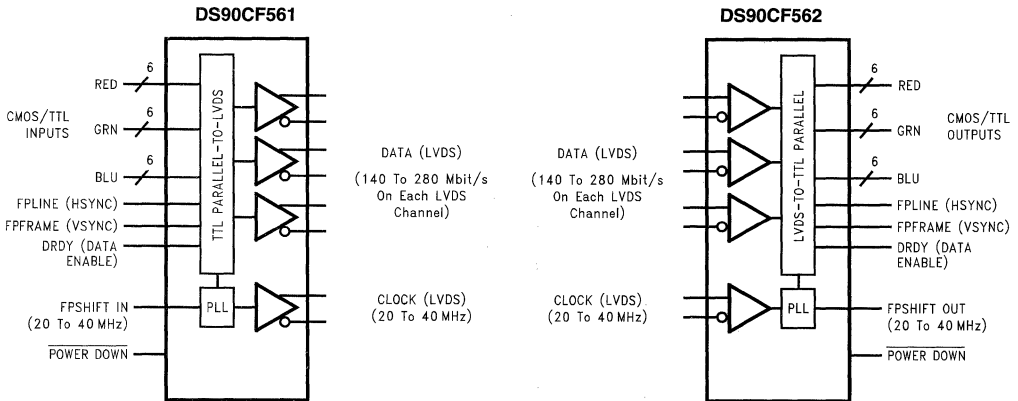 DS90CF561
DS90CF562
6
RED
CMOS/TTL
INPUTS
6
GRN
6
BLU
FPLINE (HSYNC)
FPFRAME (VSYNC)
DRDY (DATA
ENABLE)
FPSHIFT IN
(20 To 40 MHz)
POWER DOWN
TTL PARALLEL-TO-LVDS
PLL
DATA (LVDS)
(140 To 280 Mbit/s
On Each LVDS
Channel)
CLOCK (LVDS)
(20 To 40 MHz)
DATA (LVDS)
(140 To 280 Mbit/s
On Each LVDS
Channel)
CLOCK (LVDS)
(20 To 40 MHz)
LVDS-TO-TTL PARALLEL
PLL
6
RED
6
GRN
CMOS/TTL
OUTPUTS
6
BLU
FPLINE (HSYNC)
FPFRAME (VSYNC)
DRDY (DATA
ENABLE)
FPSHIFT OUT
(20 To 40 MHz)
POWER DOWN